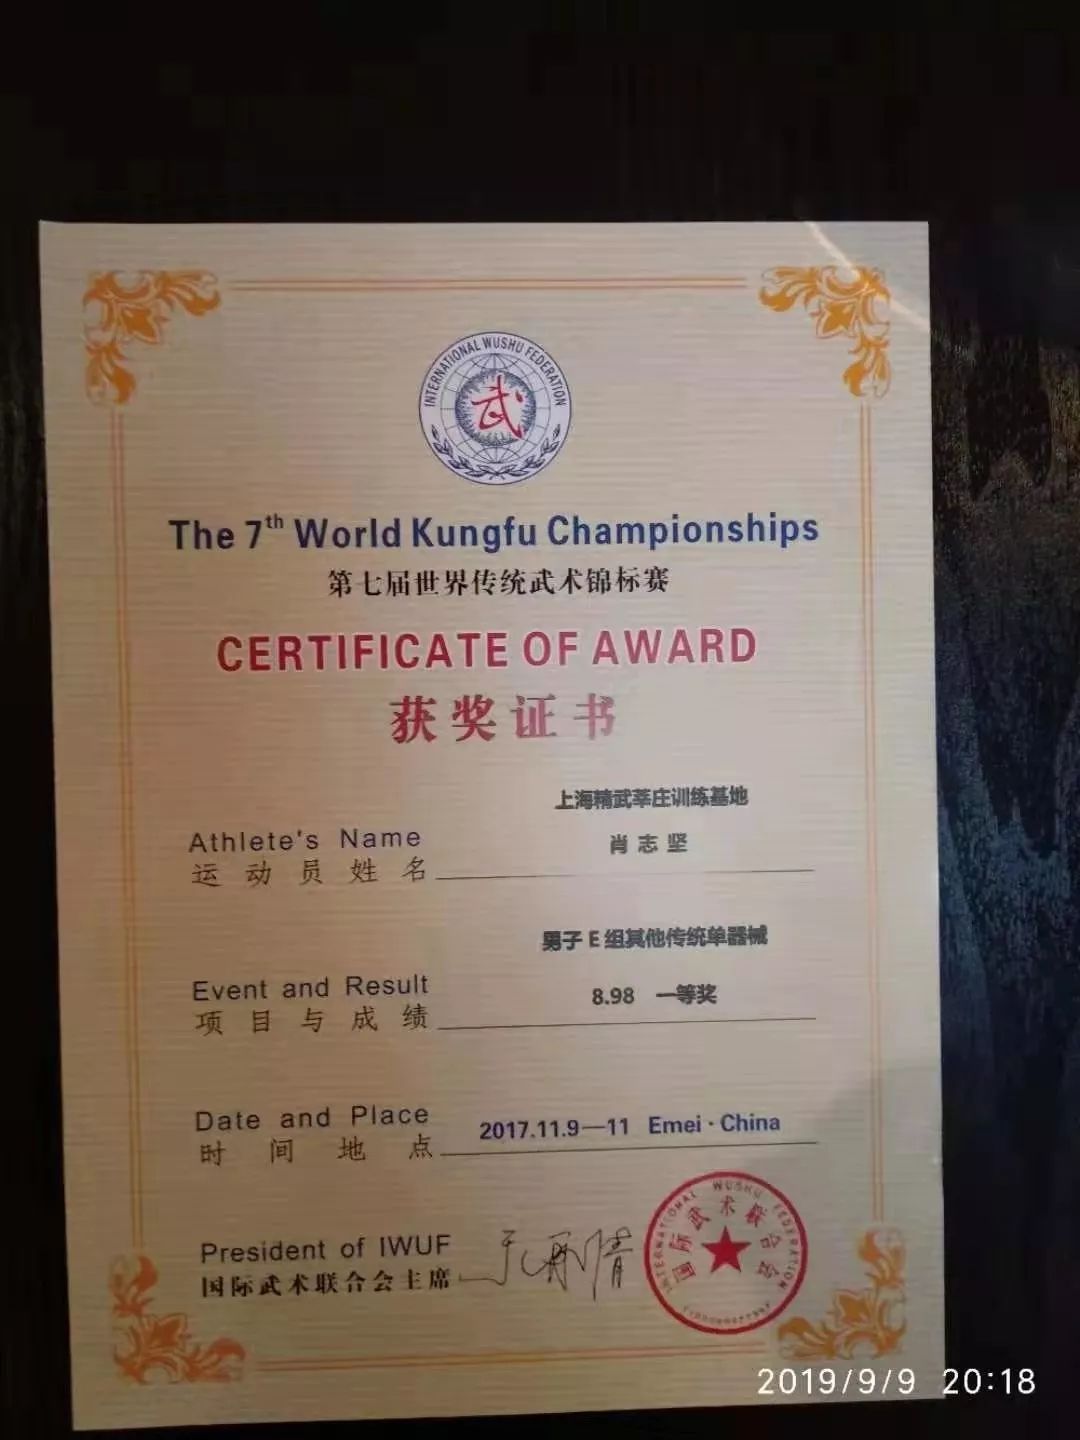 INTERNATIONAL WUSHU FEDERATION
武
The 7th World Kungfu Championships
第七届世界传统武术锦标赛
CERTIFICATE OF AWARD
获奖证书
上海精武莘庄训练基地
Athlete's Name
肖志坚
运动员姓名
男子 E 组其他传统单器械
Event and Result
8.98 一等奖
项目与成绩
Date and Place
2017.11.9—11 Emei·China
时间地点
President of IWUF
于再清
国际武术联合会主席
INTERNATIONAL WUSHU FEDERATION
国际武术联合会
2019/9/9 20:18